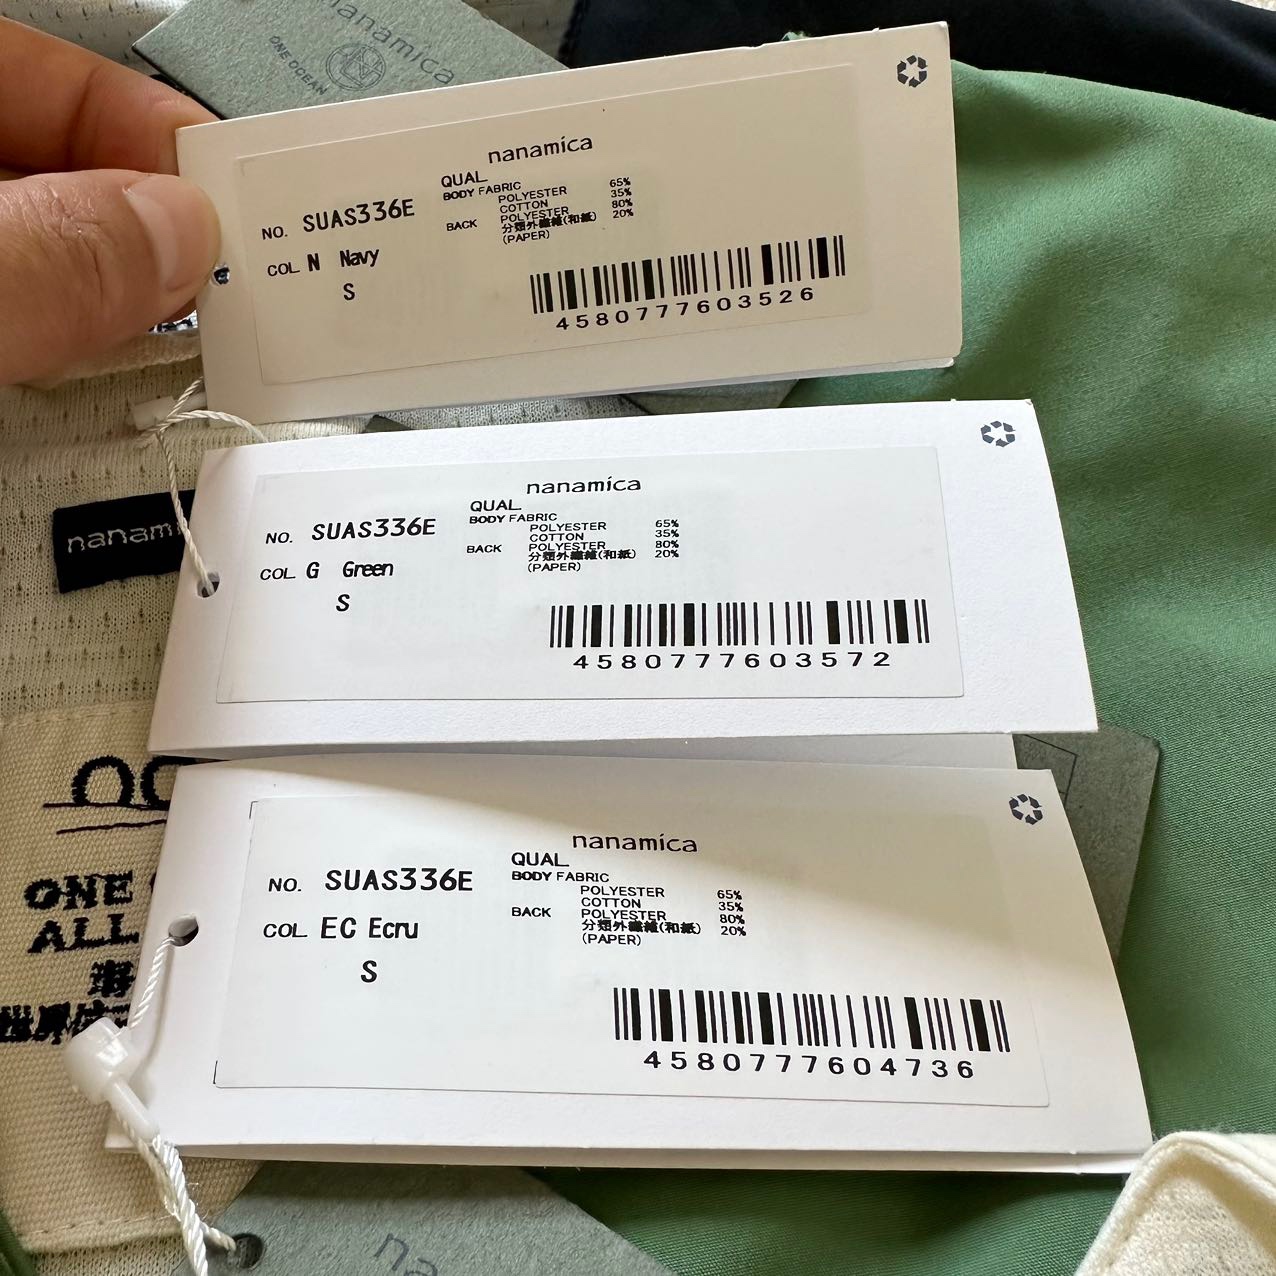 nanamica
ONE OCEAN
nanamica
QUAL
BODY FABRIC
POLYESTER 65%
COTTON 35%
BACK POLYESTER 80%
分類外繊維(和紙) 20%
(PAPER)
NO. SUAS336E
COL N Navy
S
4580777603526
nanamica
QUAL
BODY FABRIC
POLYESTER 65%
COTTON 35%
BACK POLYESTER 80%
分類外繊維(和紙) 20%
(PAPER)
NO. SUAS336E
COL G Green
S
4580777603572
nanamica
QUAL
BODY FABRIC
POLYESTER 65%
COTTON 35%
BACK POLYESTER 80%
分類外繊維(和紙) 20%
(PAPER)
NO. SUAS336E
COL EC Ecru
S
4580777604736
nanami
ONE
ALL
na